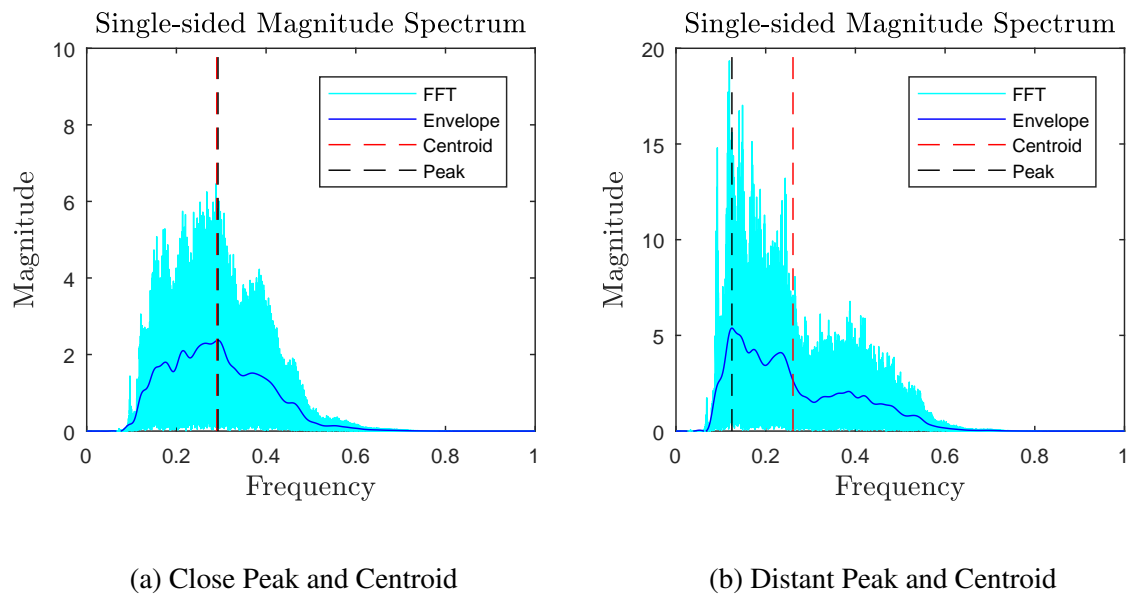 Single-sided Magnitude Spectrum
10
8
6
4
2
0
Magnitude
FFT
Envelope
Centroid
Peak
0 0.2 0.4 0.6 0.8 1
Frequency
(a) Close Peak and Centroid
Single-sided Magnitude Spectrum
20
15
10
5
0
Magnitude
FFT
Envelope
Centroid
Peak
0 0.2 0.4 0.6 0.8 1
Frequency
(b) Distant Peak and Centroid